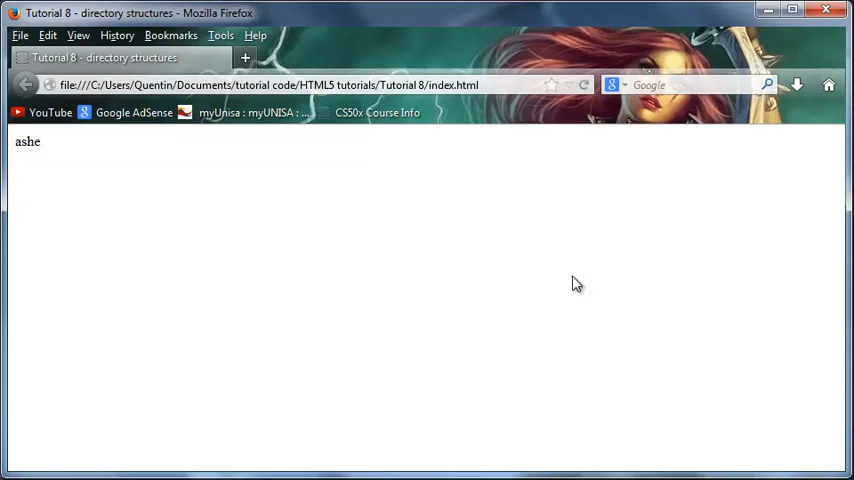 Tutorial 8 - directory structures - Mozilla Firefox
File Edit View History Bookmarks Tools Help
Tutorial 8 - directory structures +
file:///C:/Users/Quentin/Documents/tutorial code/HTML5 tutorials/Tutorial 8/index.html 8 Google
YouTube 8 Google AdSense myUnisa : myUNISA : ... CS50x Course Info
ashe